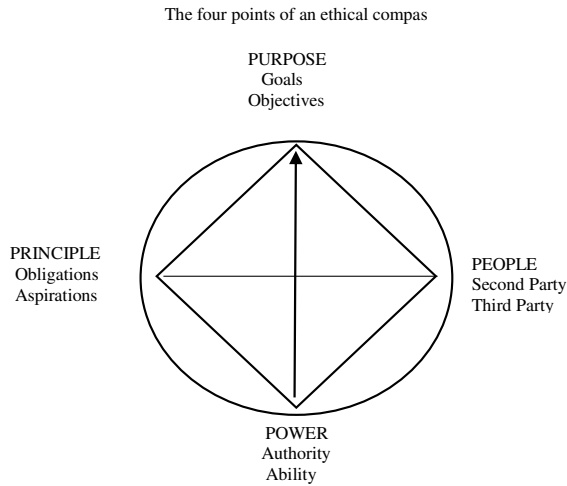 The four points of an ethical compas
PURPOSE
Goals
Objectives
PRINCIPLE
Obligations
Aspirations
PEOPLE
Second Party
Third Party
POWER
Authority
Ability